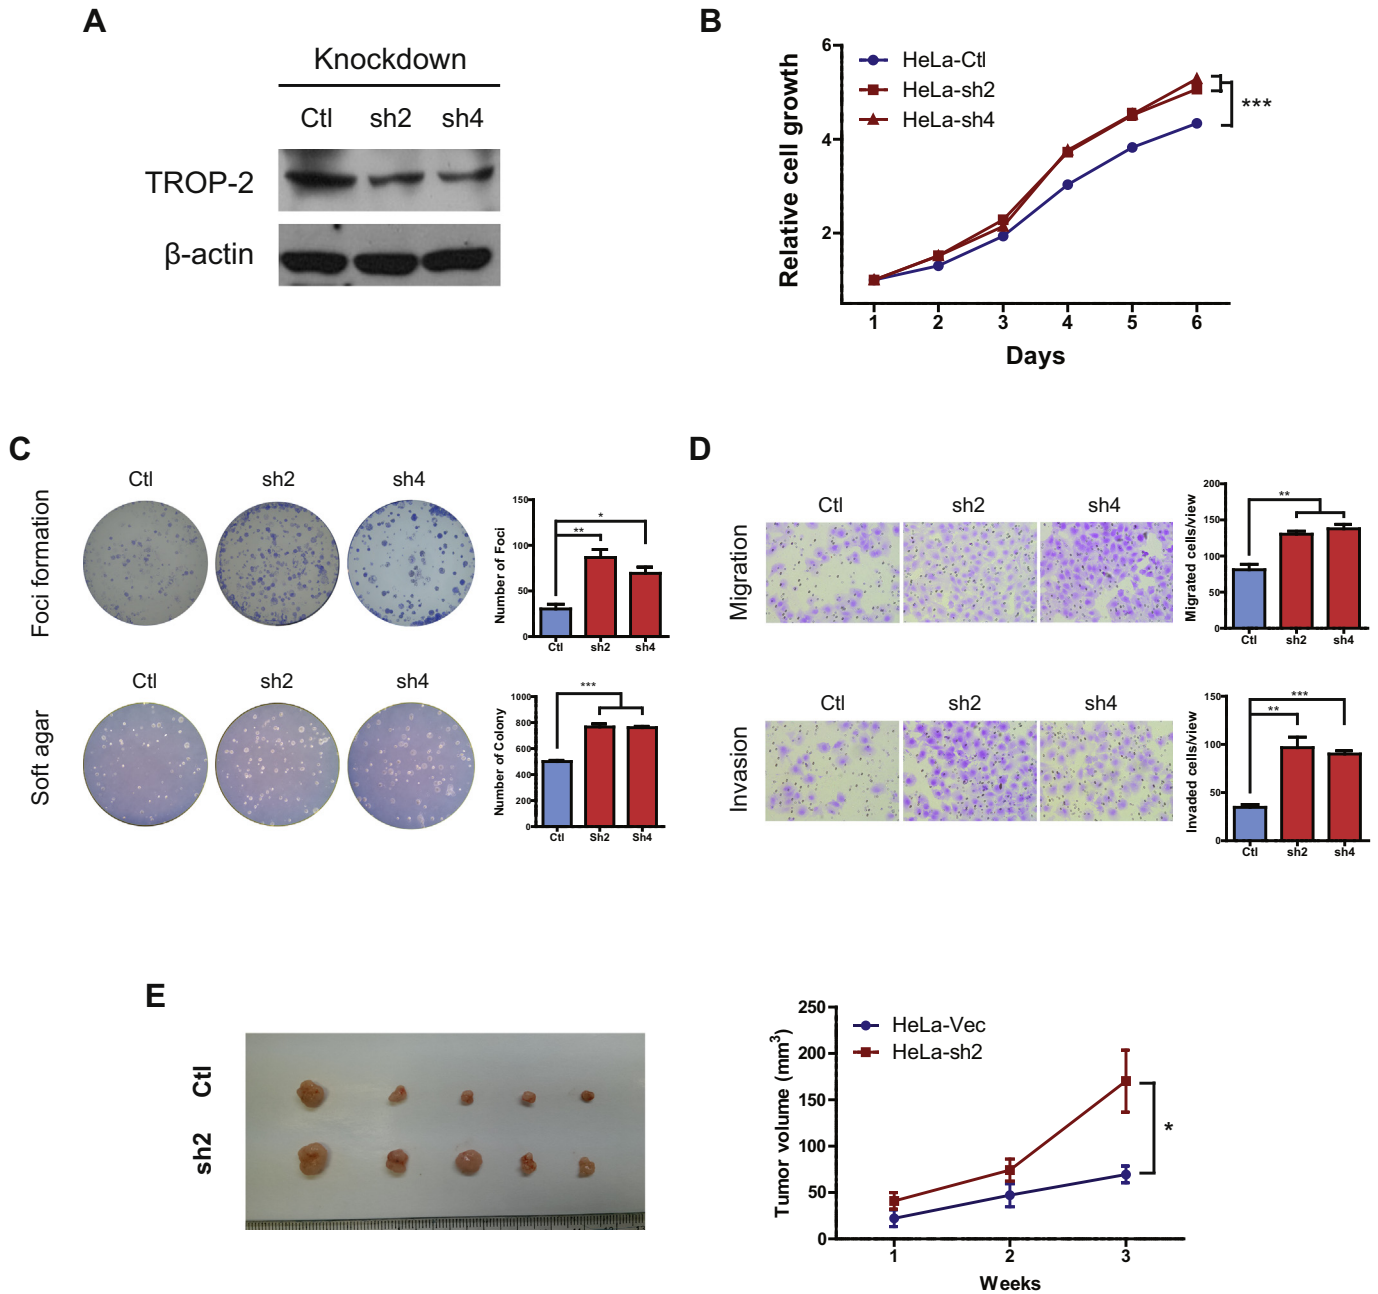 A
Knockdown
Ctl sh2 sh4
TROP-2
β-actin
B
6
4
2
Relative cell growth
HeLa-Ctl
HeLa-sh2
HeLa-sh4
***
1 2 3 4 5 6
Days
C
Foci formation
Ctl sh2 sh4
Number of Foci
150
100
50
0
*
**
Ctl sh2 sh4
Soft agar
Ctl sh2 sh4
Number of Colony
1000
800
600
400
200
0
***
Ctl Sh2 Sh4
D
Migration
Ctl sh2 sh4
Migrated cells/view
200
150
100
50
0
**
Ctl sh2 sh4
Invasion
Ctl sh2 sh4
Invaded cells/view
150
100
50
0
***
**
Ctl sh2 sh4
E
Ctl
sh2
Tumor volume (mm³)
250
200
150
100
50
0
HeLa-Vec
HeLa-sh2
*
1 2 3
Weeks